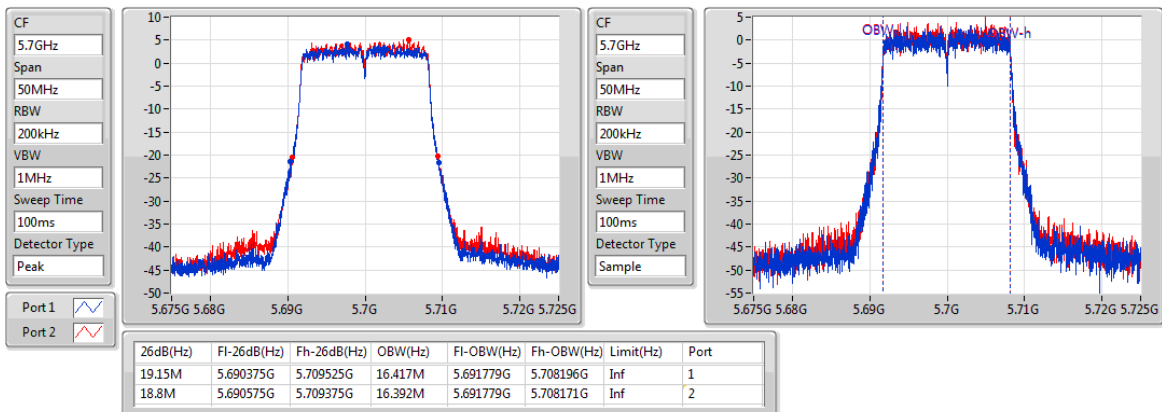 CF
5.7GHz
Span
50MHz
RBW
200kHz
VBW
1MHz
Sweep Time
100ms
Detector Type
Peak
Port 1
Port 2
10
5
0
-5
-10
-15
-20
-25
-30
-35
-40
-45
-50
5.675G 5.68G 5.69G 5.7G 5.71G 5.72G 5.725G
CF
5.7GHz
Span
50MHz
RBW
200kHz
VBW
1MHz
Sweep Time
100ms
Detector Type
Sample
5
0
-5
-10
-15
-20
-25
-30
-35
-40
-45
-50
-55
OBW-h
5.675G 5.68G 5.69G 5.7G 5.71G 5.72G 5.725G
26dB(Hz) Fl-26dB(Hz) Fh-26dB(Hz) OBW(Hz) Fl-OBW(Hz) Fh-OBW(Hz) Limit(Hz) Port
19.15M 5.690375G 5.709525G 16.417M 5.691779G 5.708196G Inf 1
18.8M 5.690575G 5.709375G 16.392M 5.691779G 5.708171G Inf 2